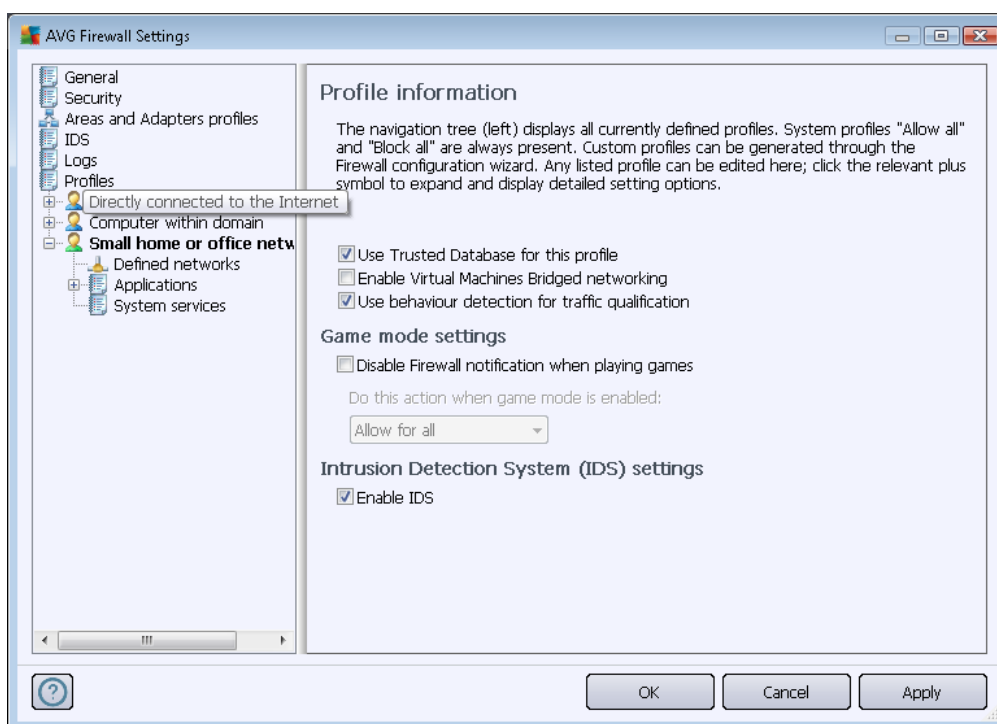 AVG Firewall Settings
General
Security
Areas and Adapters profiles
IDS
Logs
Profiles
Directly connected to the Internet
Computer within domain
Small home or office netw
Defined networks
Applications
System services
Profile information
The navigation tree (left) displays all currently defined profiles. System profiles "Allow all"
and "Block all" are always present. Custom profiles can be generated through the
Firewall configuration wizard. Any listed profile can be edited here; click the relevant plus
symbol to expand and display detailed setting options.
Use Trusted Database for this profile
Enable Virtual Machines Bridged networking
Use behaviour detection for traffic qualification
Game mode settings
Disable Firewall notification when playing games
Do this action when game mode is enabled:
Allow for all
Intrusion Detection System (IDS) settings
Enable IDS
OK
Cancel
Apply